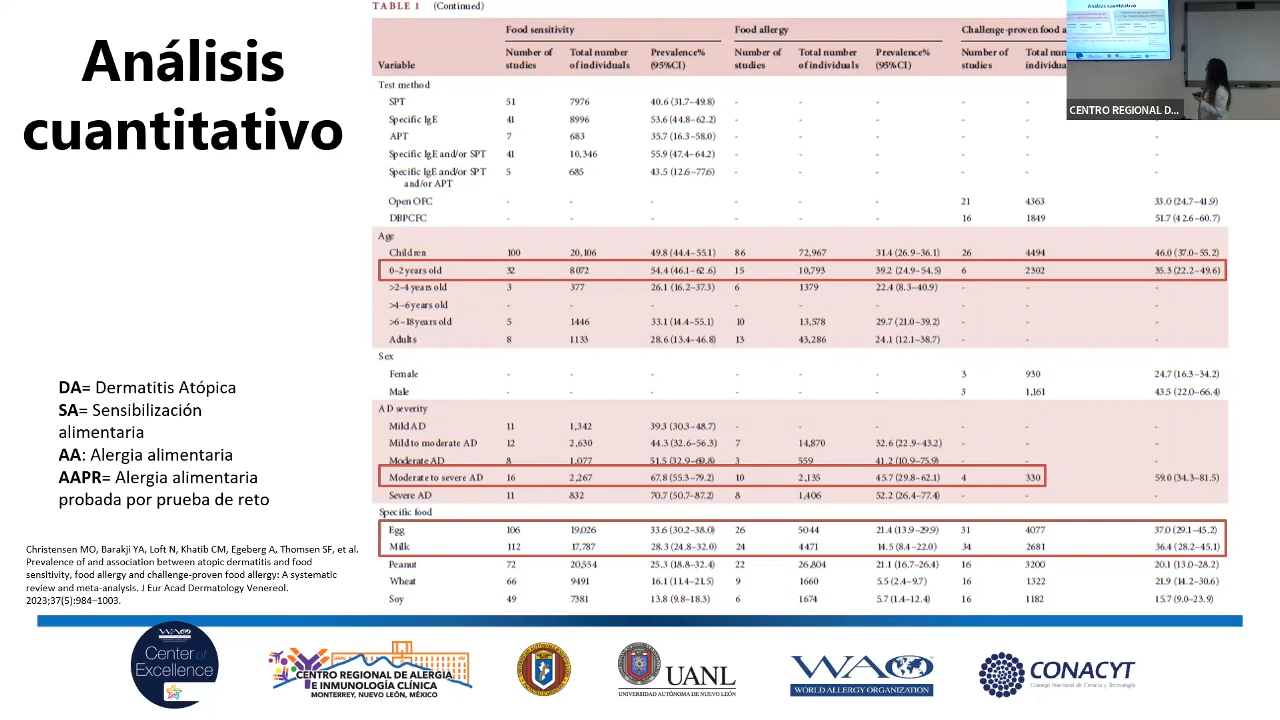 Análisis
cuantitativo
DA= Dermatitis Atópica
SA= Sensibilización
alimentaria
AA: Alergia alimentaria
AAPR= Alergia alimentaria
probada por prueba de reto
Christensen MO, Barakji YA, Loft N, Khatib CM, Egeberg A, Thomsen SF, et al.
Prevalence of and association between atopic dermatitis and food
sensitivity, food allergy and challenge-proven food allergy: A systematic
review and meta-analysis. J Eur Acad Dermatology Venereol.
2023;37(5):984–1003.
TABLE 1 (Continued)
Food sensitivity Food allergy Challenge-proven food
Number of Total number Prevalence% Number of Total number Prevalence% Number of
Variable studies of individuals (95%CI) studies of individuals (95%CI) studies
Test method
SPT 51 7976 40.6 (31.7–49.8) - - - - - -
Specific IgE 41 8996 53.6 (44.8–62.2) - - - - - -
APT 7 683 35.7 (16.3–58.0) - - - - - -
Specific IgE and/or SPT 41 10,346 55.9 (47.4–64.2) - - - - - -
Specific IgE and/or SPT 5 685 43.5 (12.6–77.6) - - - - - -
and/or APT
Open OFC - - - - - - 21 4363 33.0 (24.7–41.9)
DBPCFC - - - - - - 16 1849 51.7 (42.6–60.7)
Age
Children 100 20,106 49.8 (44.4–55.1) 86 72,967 31.4 (26.9–36.1) 26 4494 46.0 (37.0–55.2)
0–2 years old 32 8072 54.4 (46.1–62.6) 15 10,793 39.2 (24.9–54.5) 6 2302 35.3 (22.2–49.6)
>2–4 years old 3 377 26.1 (16.2–37.3) 6 1379 22.4 (8.3–40.9) - - -
>4–6 years old - - - - - - - - -
>6–18 years old 5 1446 33.1 (14.4–55.1) 10 13,578 29.7 (21.0–39.2) - - -
Adults 8 1133 28.6 (13.4–46.8) 13 43,286 24.1 (12.1–38.7) - - -
Sex
Female - - - - - - 3 930 24.7 (16.3–34.2)
Male - - - - - - 3 1,161 43.5 (22.0–66.4)
AD severity
Mild AD 11 1,342 39.3 (30.3–48.7) - - - - - -
Mild to moderate AD 12 2,630 44.3 (32.6–56.3) 7 14,870 32.6 (22.9–43.2) - - -
Moderate AD 8 1,077 51.5 (32.9–69.8) 3 559 41.2 (10.9–75.9) - - -
Moderate to severe AD 16 2,267 67.8 (55.3–79.2) 10 2,135 45.7 (29.8–62.1) 4 330 59.0 (34.3–81.5)
Severe AD 11 832 70.7 (50.7–87.2) 8 1,406 52.2 (26.4–77.4) - - -
Specific food
Egg 106 19,026 33.6 (30.2–38.0) 26 5044 21.4 (13.9–29.9) 31 4077 37.0 (29.1–45.2)
Milk 112 17,787 28.3 (24.8–32.0) 24 4471 14.5 (8.4–22.0) 34 2681 36.4 (28.2–45.1)
Peanut 72 20,554 25.3 (18.8–32.4) 22 26,804 21.1 (16.7–26.4) 16 3200 20.1 (13.0–28.2)
Wheat 66 9491 16.1 (11.4–21.5) 9 1660 5.5 (2.4–9.7) 16 1322 21.9 (14.2–30.6)
Soy 49 7381 13.8 (9.8–18.3) 6 1674 5.7 (1.4–12.4) 16 1182 15.7 (9.0–23.9)
Análisis cuantitativo
CENTRO REGIONAL D...
WAO
Center of
Excellence
UANL
CENTRO REGIONAL DE ALERGIA
E INMUNOLOGÍA CLÍNICA
MONTERREY, NUEVO LEÓN, MÉXICO
UANL
UNIVERSIDAD AUTÓNOMA DE NUEVO LEÓN
WAO
WORLD ALLERGY ORGANIZATION
CONACYT
Consejo Nacional de Ciencia y Tecnología